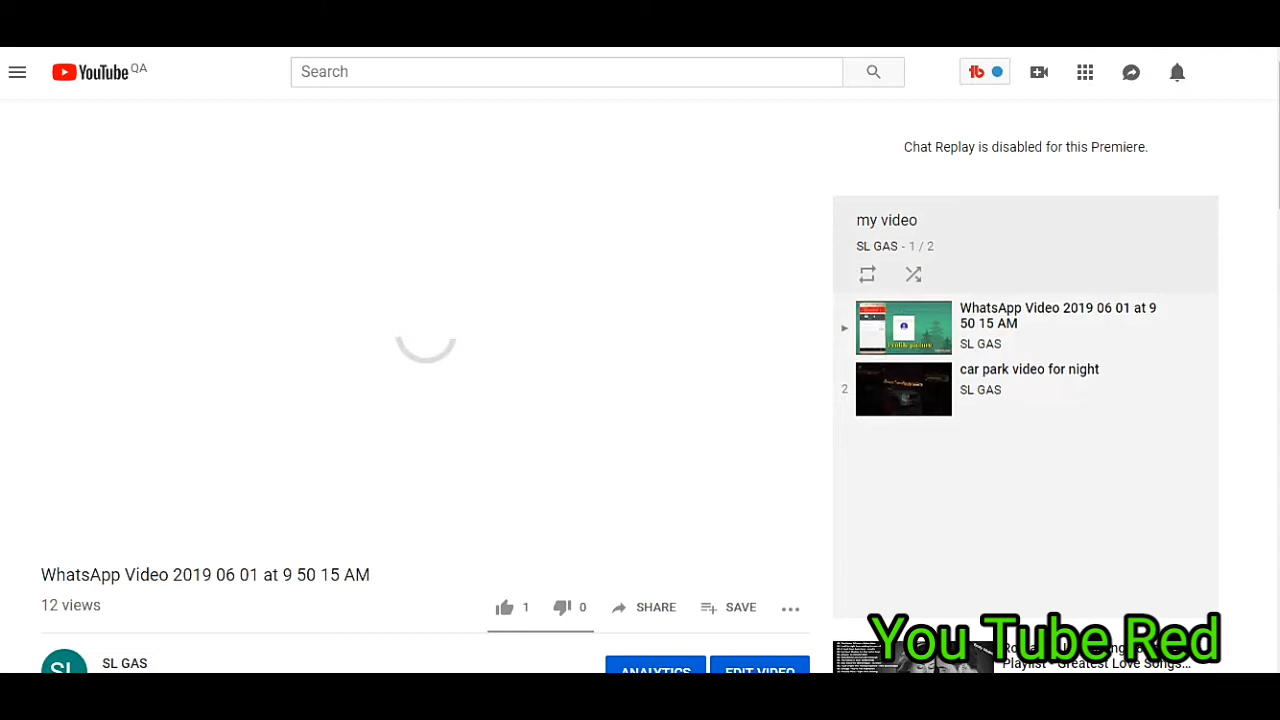 YouTube QA
Search
Chat Replay is disabled for this Premiere.
my video
SL GAS - 1 / 2
WhatsApp Video 2019 06 01 at 9
50 15 AM
SL GAS
2
car park video for night
SL GAS
WhatsApp Video 2019 06 01 at 9 50 15 AM
12 views
1
0
SHARE
SAVE
SL
SL GAS
ANALYTICS
EDIT VIDEO
You Tube Red
Playlist - Greatest Love Songs...